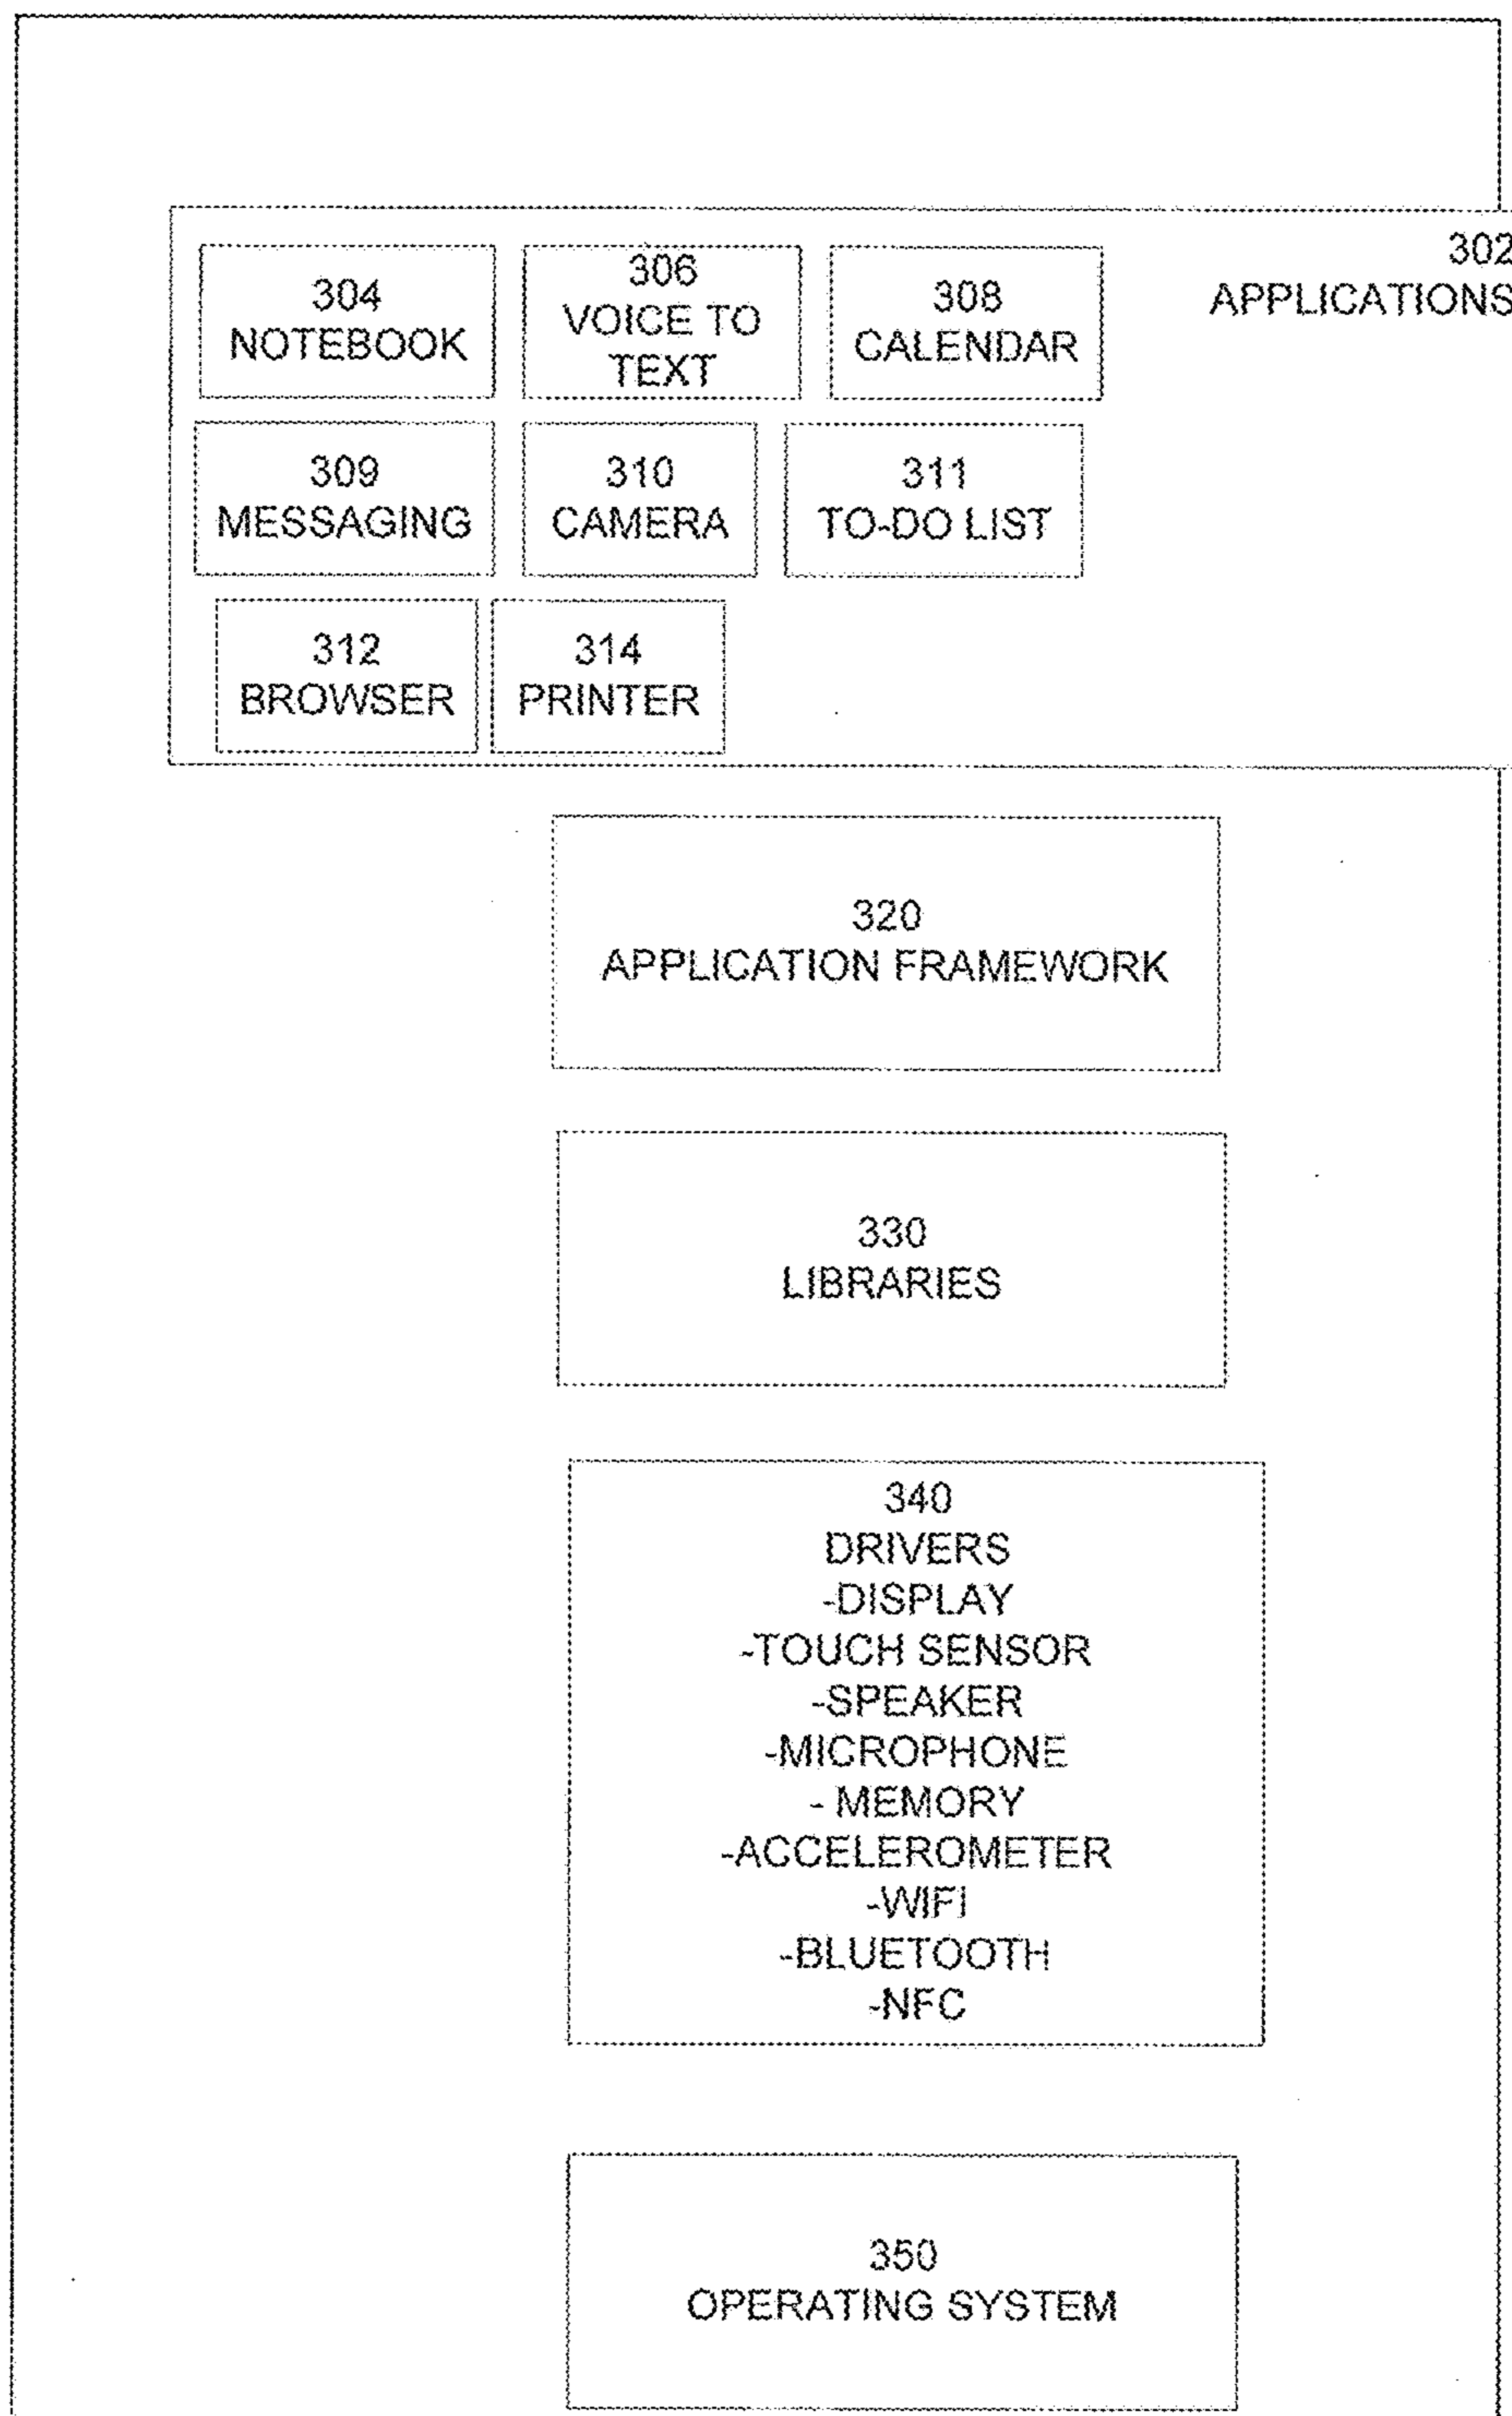 302
APPLICATIONS
304
NOTEBOOK
306
VOICE TO
TEXT
308
CALENDAR
309
MESSAGING
310
CAMERA
311
TO-DO LIST
312
BROWSER
314
PRINTER
320
APPLICATION FRAMEWORK
330
LIBRARIES
340
DRIVERS
-DISPLAY
-TOUCH SENSOR
-SPEAKER
-MICROPHONE
- MEMORY
-ACCELEROMETER
-WIFI
-BLUETOOTH
-NFC
350
OPERATING SYSTEM